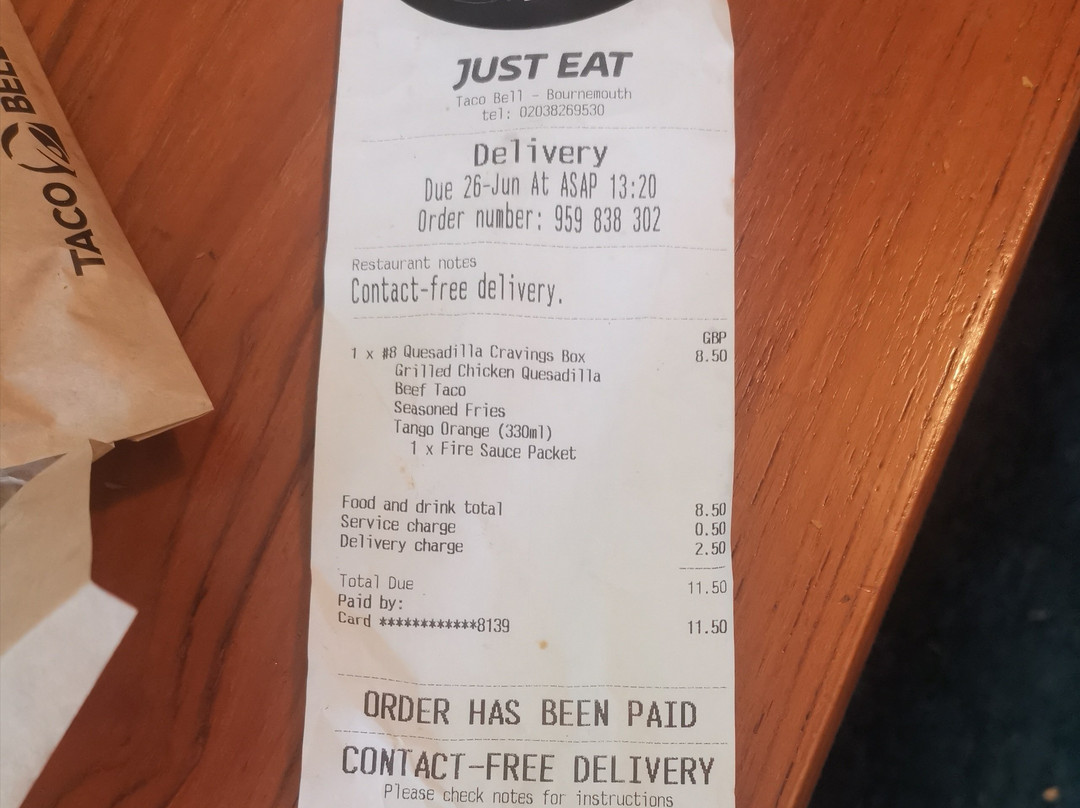 TACO BELL
JUST EAT
Taco Bell - Bournemouth
tel: 02038269530
Delivery
Due 26-Jun At ASAP 13:20
Order number: 959 838 302
Restaurant notes
Contact-free delivery.
GBP
1 x #8 Quesadilla Cravings Box 8.50
Grilled Chicken Quesadilla
Beef Taco
Seasoned Fries
Tango Orange (330ml)
1 x Fire Sauce Packet
Food and drink total 8.50
Service charge 0.50
Delivery charge 2.50
Total Due 11.50
Paid by:
Card ************8139 11.50
ORDER HAS BEEN PAID
CONTACT-FREE DELIVERY
Please check notes for instructions